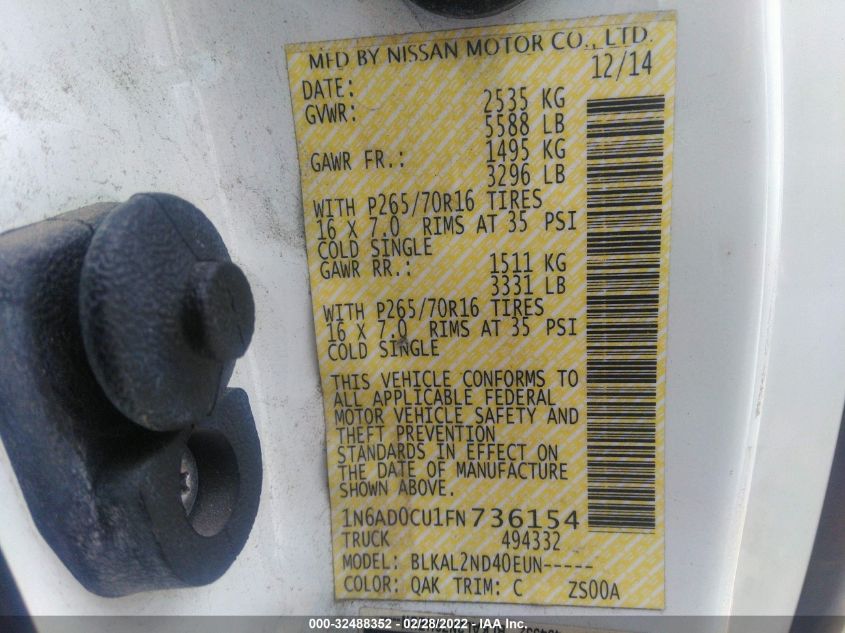 MFD BY NISSAN MOTOR CO., LTD.
DATE: 12/14
GVWR: 2535 KG
5588 LB
GAWR FR.: 1495 KG
3296 LB
WITH P265/70R16 TIRES
16 X 7.0 RIMS AT 35 PSI
COLD SINGLE
GAWR RR.: 1511 KG
3331 LB
WITH P265/70R16 TIRES
16 X 7.0 RIMS AT 35 PSI
COLD SINGLE
THIS VEHICLE CONFORMS TO
ALL APPLICABLE FEDERAL
MOTOR VEHICLE SAFETY AND
THEFT PREVENTION
STANDARDS IN EFFECT ON
THE DATE OF MANUFACTURE
SHOWN ABOVE.
1N6AD0CU1FN736154
TRUCK 494332
MODEL: BLKAL2ND40EUN-----
COLOR: QAK TRIM: C ZS00A
000-32488352 - 02/28/2022 - IAA, Inc.